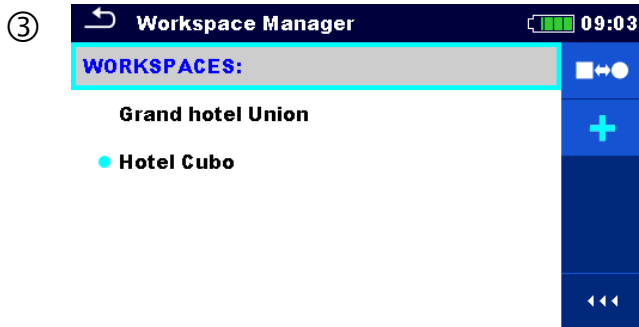 ③
Workspace Manager 09:03
WORKSPACES:
Grand hotel Union
Hotel Cubo